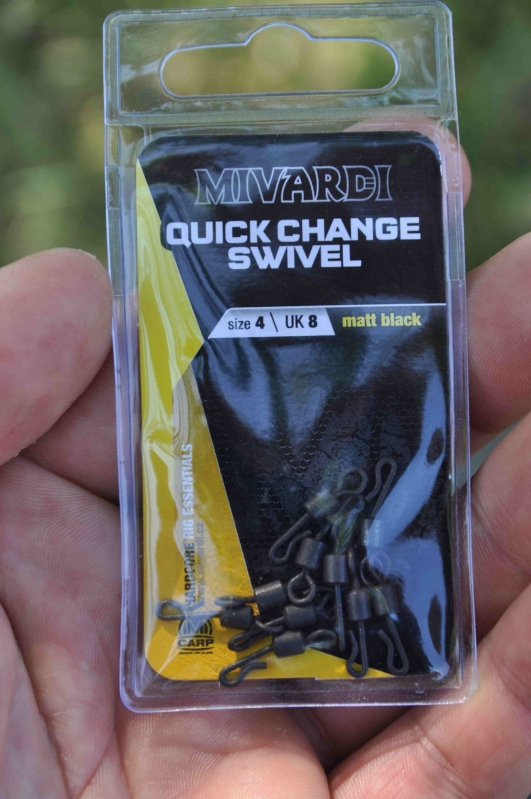 MIVARDI
QUICK CHANGE
SWIVEL
size 4 \ UK 8 matt black
HARDCORE RIG ESSENTIALS
M
CARP